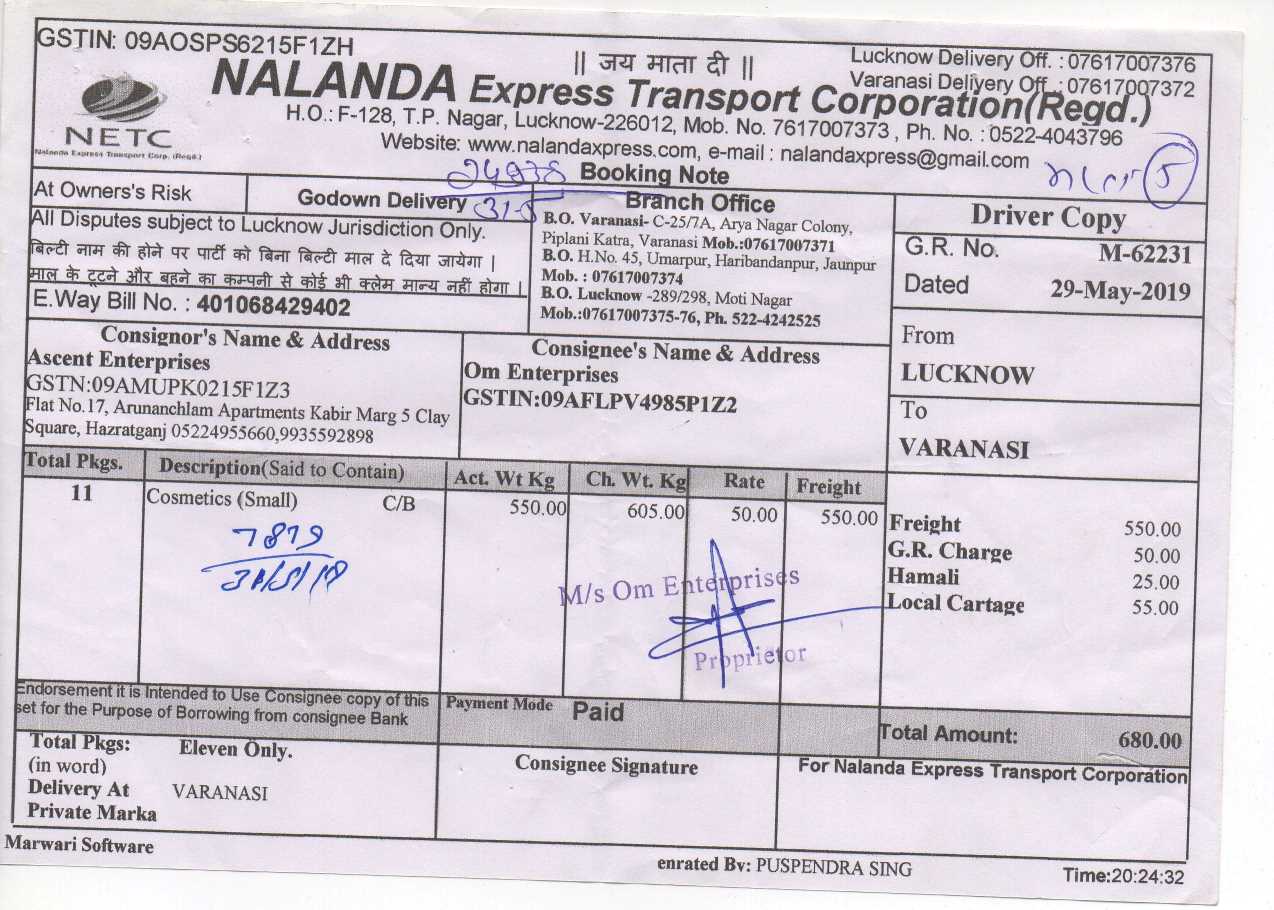 GSTIN: 09AOSPS6215F1ZH
|| जय माता दी ||
Lucknow Delivery Off. : 07617007376
Varanasi Delivery Off. : 07617007372
NETC
Nalanda Express Transport Corp. (Regd.)
NALANDA Express Transport Corporation(Regd.)
H.O.: F-128, T.P. Nagar, Lucknow-226012, Mob. No. 7617007373 , Ph. No. : 0522-4043796
Website: www.nalandaxpress.com, e-mail : nalandaxpress@gmail.com
Booking Note
5
At Owners's Risk
Godown Delivery
31-5
All Disputes subject to Lucknow Jurisdiction Only.
बिल्टी नाम की होने पर पार्टी को बिना बिल्टी माल दे दिया जायेगा |
माल के टूटने और बहने का कम्पनी से कोई भी क्लेम मान्य नहीं होगा |
E.Way Bill No. : 401068429402
Branch Office
B.O. Varanasi- C-25/7A, Arya Nagar Colony,
Piplani Katra, Varanasi Mob.:07617007371
B.O. H.No. 45, Umarpur, Haribandanpur, Jaunpur
Mob. : 07617007374
B.O. Lucknow -289/298, Moti Nagar
Mob.:07617007375-76, Ph. 522-4242525
Driver Copy
G.R. No. M-62231
Dated 29-May-2019
From
LUCKNOW
To
VARANASI
Consignor's Name & Address
Ascent Enterprises
GSTN:09AMUPK0215F1Z3
Flat No.17, Arunanchlam Apartments Kabir Marg 5 Clay
Square, Hazratganj 05224955660,9935592898
Consignee's Name & Address
Om Enterprises
GSTIN:09AFLPV4985P1Z2
Total Pkgs. Description(Said to Contain) Act. Wt Kg Ch. Wt. Kg Rate Freight
11 Cosmetics (Small) C/B 550.00 605.00 50.00 550.00
7879
Freight 550.00
G.R. Charge 50.00
Hamali 25.00
Local Cartage 55.00
M/s Om Enterprises
Proprietor
Endorsement it is Intended to Use Consignee copy of this
set for the Purpose of Borrowing from consignee Bank
Payment Mode Paid
Total Amount: 680.00
Total Pkgs: Eleven Only.
(in word)
Delivery At VARANASI
Private Marka
Consignee Signature
For Nalanda Express Transport Corporation
Marwari Software
enrated By: PUSPENDRA SING
Time:20:24:32